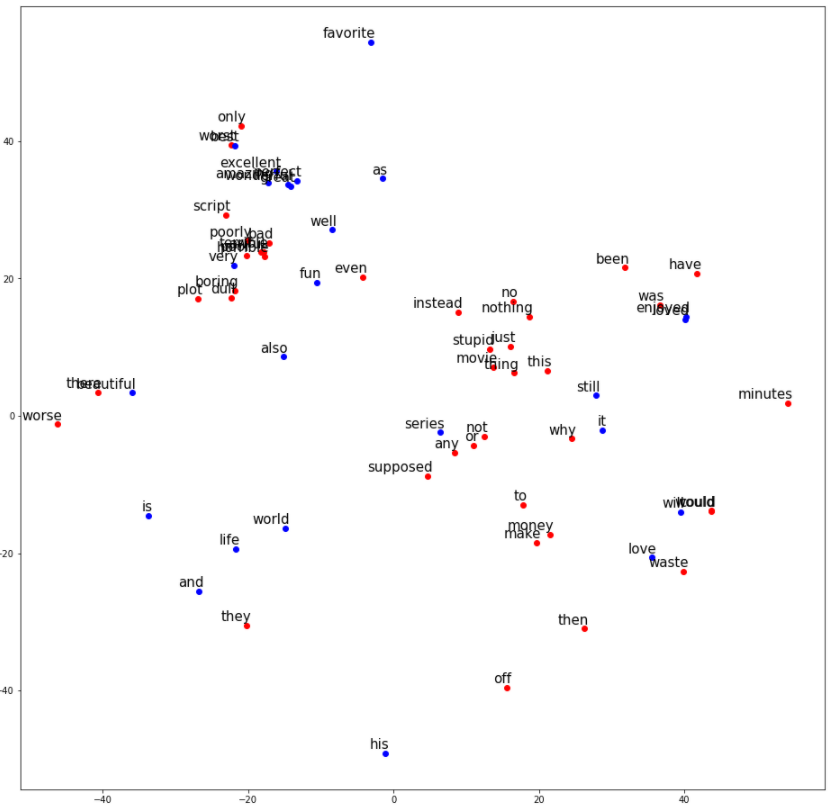 favorite
only
worst
best
40
excellent
perfect
as
script
well
poorly
bad
very
fun
even
been
have
20
boring
dull
plot
instead
no
nothing
was
enjoyed
loved
stupid
just
also
movie
thing
this
still
there
beautiful
minutes
0
worse
series
not
or
any
why
it
supposed
is
to
will
would
world
money
make
life
love
waste
−20
and
they
then
off
−40
his
−40
−20
0
20
40